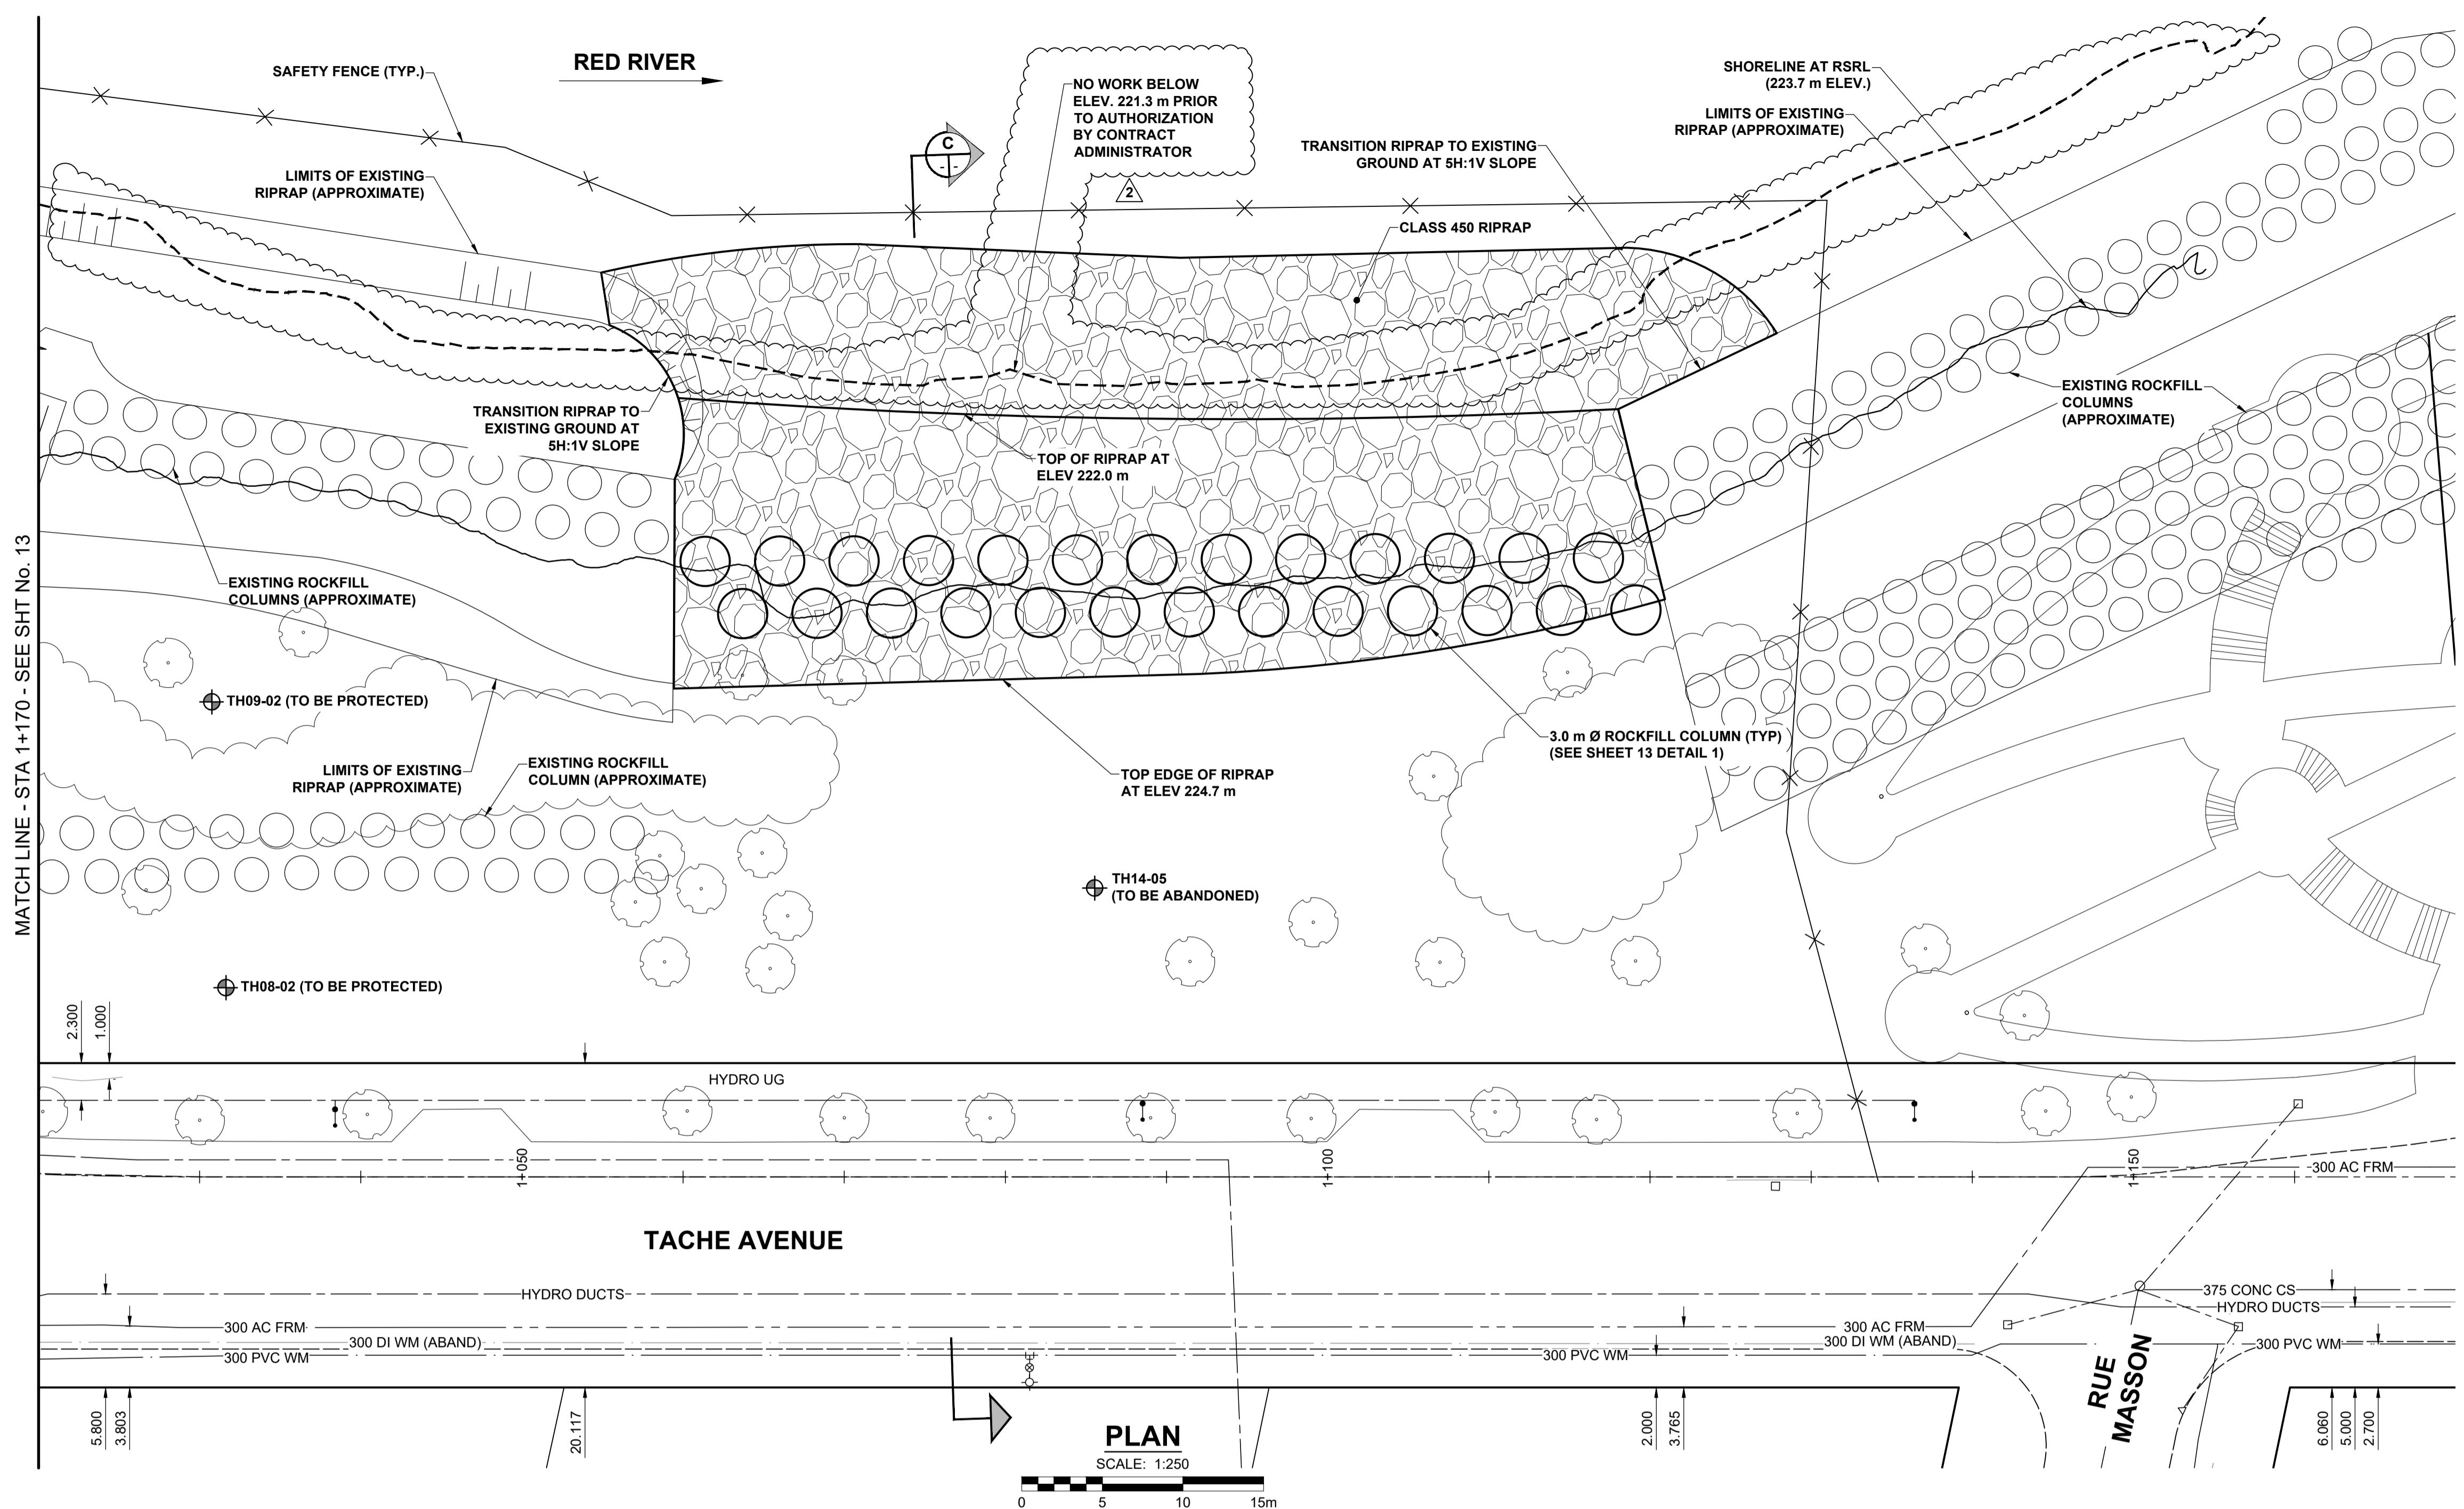 RED RIVER
SAFETY FENCE (TYP.)
LIMITS OF EXISTING
RIPRAP (APPROXIMATE)
C
- -
NO WORK BELOW
ELEV. 221.3 m PRIOR
TO AUTHORIZATION
BY CONTRACT
ADMINISTRATOR
2
TRANSITION RIPRAP TO EXISTING
GROUND AT 5H:1V SLOPE
SHORELINE AT RSRL
(223.7 m ELEV.)
LIMITS OF EXISTING
RIPRAP (APPROXIMATE)
CLASS 450 RIPRAP
TRANSITION RIPRAP TO
EXISTING GROUND AT
5H:1V SLOPE
TOP OF RIPRAP AT
ELEV 222.0 m
EXISTING ROCKFILL
COLUMNS
(APPROXIMATE)
MATCH LINE - STA 1+170 - SEE SHT No. 13
EXISTING ROCKFILL
COLUMNS (APPROXIMATE)
TH09-02 (TO BE PROTECTED)
LIMITS OF EXISTING
RIPRAP (APPROXIMATE)
EXISTING ROCKFILL
COLUMN (APPROXIMATE)
TOP EDGE OF RIPRAP
AT ELEV 224.7 m
3.0 m Ø ROCKFILL COLUMN (TYP)
(SEE SHEET 13 DETAIL 1)
TH14-05
(TO BE ABANDONED)
TH08-02 (TO BE PROTECTED)
2.300
1.000
HYDRO UG
1+050
1+100
1+150
300 AC FRM
TACHE AVENUE
HYDRO DUCTS
375 CONC CS
HYDRO DUCTS
300 AC FRM
300 AC FRM
300 DI WM (ABAND)
300 DI WM (ABAND)
300 PVC WM
300 PVC WM
300 PVC WM
RUE
MASSON
5.800
3.803
20.117
2.000
3.765
6.060
5.000
2.700
PLAN
SCALE: 1:250
0 5 10 15m